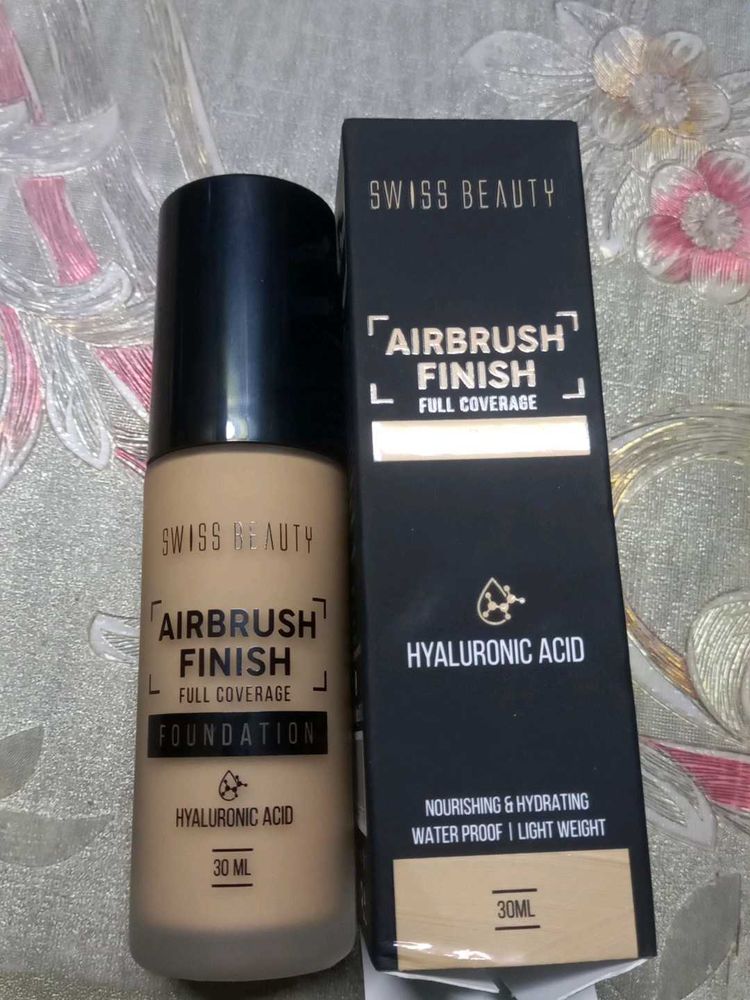 SWISS BEAUTY
AIRBRUSH
FINISH
FULL COVERAGE
FOUNDATION
HYALURONIC ACID
30 ML
SWISS BEAUTY
AIRBRUSH
FINISH
FULL COVERAGE
HYALURONIC ACID
NOURISHING & HYDRATING
WATER PROOF | LIGHT WEIGHT
30ML